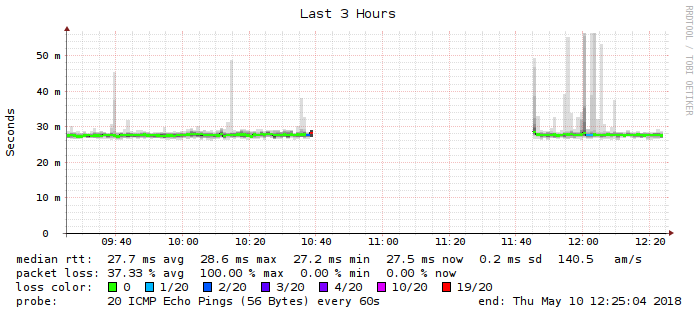 Last 3 Hours
RRDTOOL / TOBI OETIKER
Seconds
50 m
40 m
30 m
20 m
10 m
0
09:40 10:00 10:20 10:40 11:00 11:20 11:40 12:00 12:20
median rtt: 27.7 ms avg 28.6 ms max 27.2 ms min 27.5 ms now 0.2 ms sd 140.5 am/s
packet loss: 37.33 % avg 100.00 % max 0.00 % min 0.00 % now
loss color: 0 1/20 2/20 3/20 4/20 10/20 19/20
probe: 20 ICMP Echo Pings (56 Bytes) every 60s end: Thu May 10 12:25:04 2018